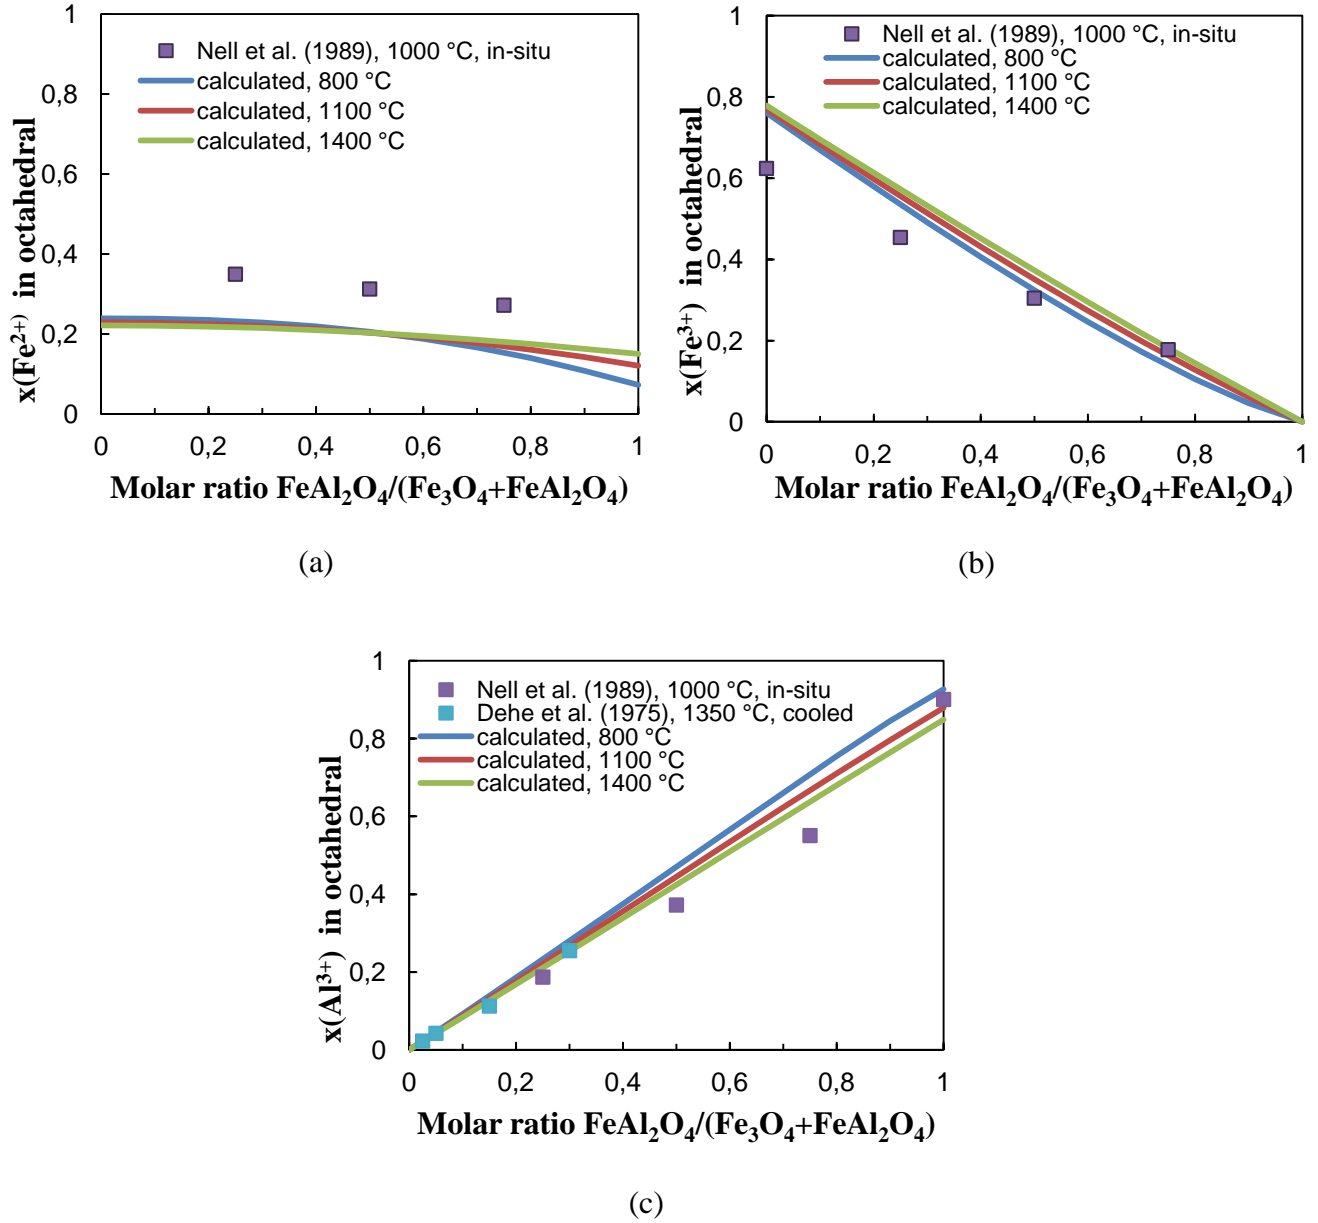 Nell et al. (1989), 1000 °C, in-situ
calculated, 800 °C
calculated, 1100 °C
calculated, 1400 °C
x(Fe²⁺⁾ in octahedral
1
0,8
0,6
0,4
0,2
0
0 0,2 0,4 0,6 0,8 1
Molar ratio FeAl₂O₄/(Fe₃O₄+FeAl₂O₄)
(a)
Nell et al. (1989), 1000 °C, in-situ
calculated, 800 °C
calculated, 1100 °C
calculated, 1400 °C
x(Fe³⁺) in octahedral
1
0,8
0,6
0,4
0,2
0
0 0,2 0,4 0,6 0,8 1
Molar ratio FeAl₂O₄/(Fe₃O₄+FeAl₂O₄)
(b)
Nell et al. (1989), 1000 °C, in-situ
Dehe et al. (1975), 1350 °C, cooled
calculated, 800 °C
calculated, 1100 °C
calculated, 1400 °C
x(Al³⁺) in octahedral
1
0,8
0,6
0,4
0,2
0
0 0,2 0,4 0,6 0,8 1
Molar ratio FeAl₂O₄/(Fe₃O₄+FeAl₂O₄)
(c)